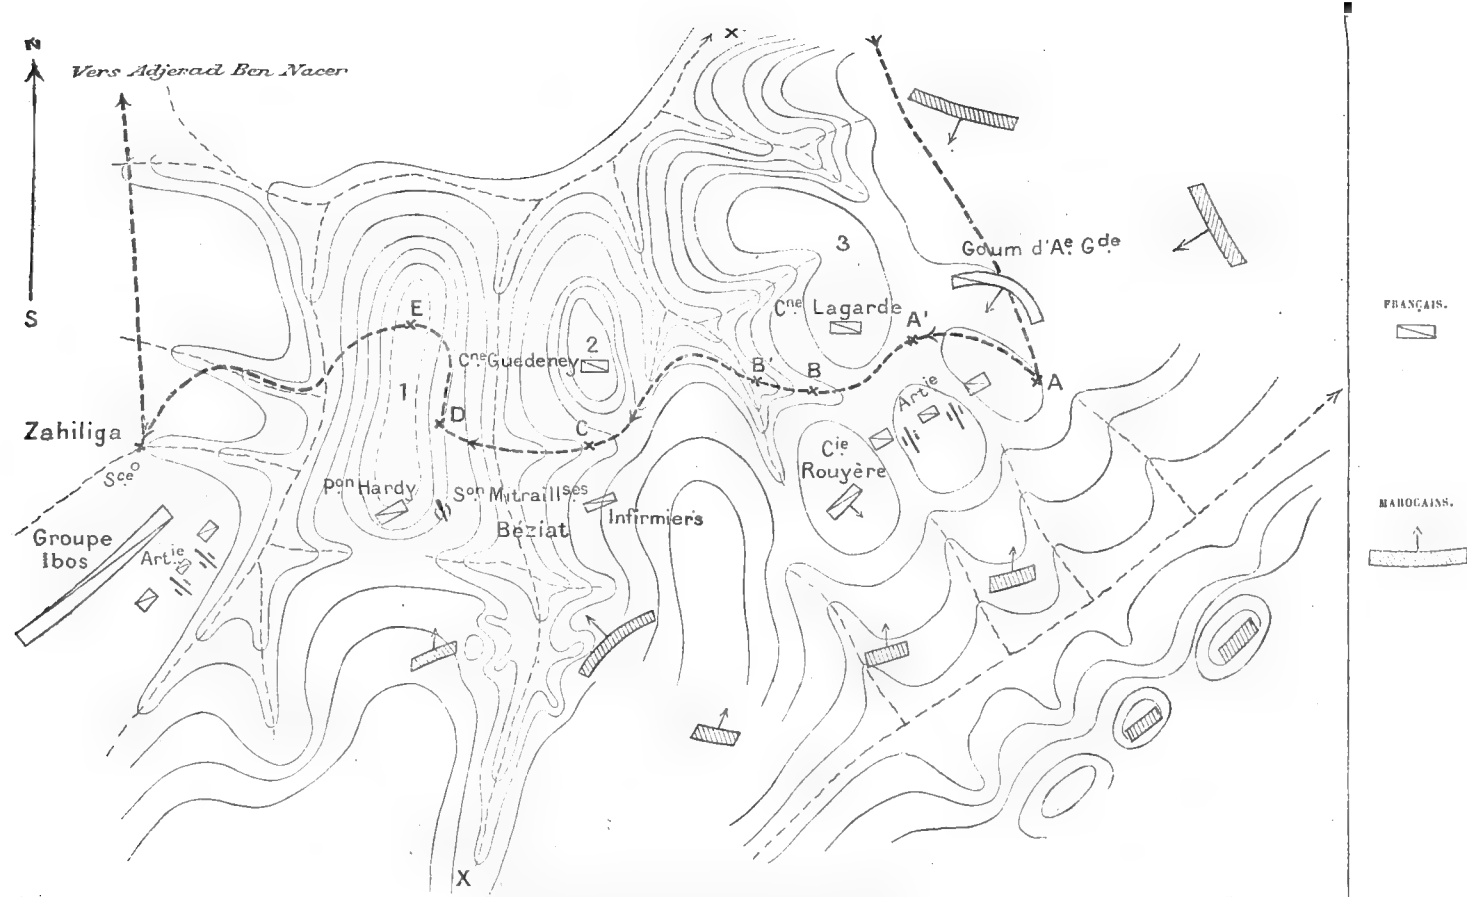 N
Vers Adjerad Ben Nacer
S
X
Goum d'Aᵉ Gᵈᵉ
3
Cⁿᵉ Lagarde
A'
A
E
Cⁿᵉ Guedeney
2
B'
B
1
D
C
Artⁱᵉ
Zahiliga
Sᶜᵉ⁰
Cⁱᵉ
Rouyère
Pᵒⁿ Hardy
Sᵒⁿ Mitraillˢᵉˢ
Béziat
Infirmiers
Groupe
Ibos
Artⁱᵉ
X
FRANÇAIS.
MAROCAINS.